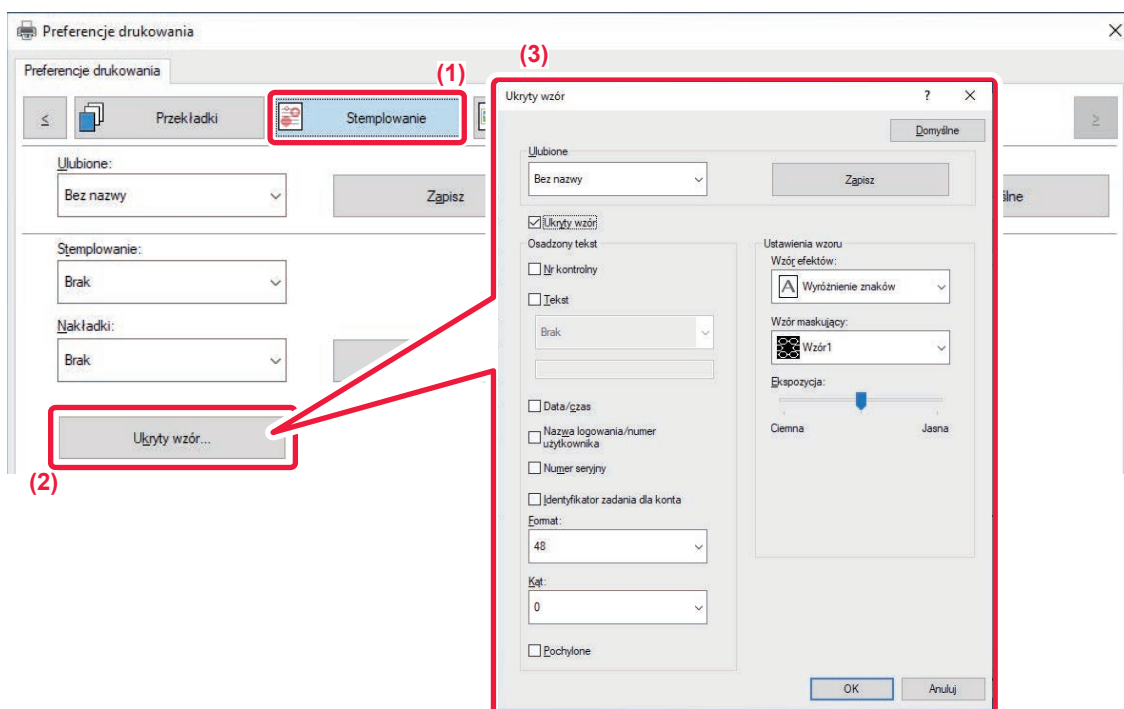 Preferencje drukowania
Preferencje drukowania
(1)
(3)
<
Przekładki
Stemplowanie
>
Ulubione:
Bez nazwy
Zapisz
ślne
Stemplowanie:
Brak
Nakładki:
Brak
Ukryty wzór...
(2)
Ukryty wzór
?
Domyślne
Ulubione
Bez nazwy
Zapisz
Ukryty wzór
Osadzony tekst
Nr kontrolny
Tekst
Brak
Data/czas
Nazwa logowania/numer
użytkownika
Numer seryjny
Identyfikator zadania dla konta
Format:
48
Kąt:
0
Pochylone
Ustawienia wzoru
Wzór efektów:
A
Wyróżnienie znaków
Wzór maskujący:
Wzór1
Ekspozycja:
Ciemna
Jasna
OK
Anuluj